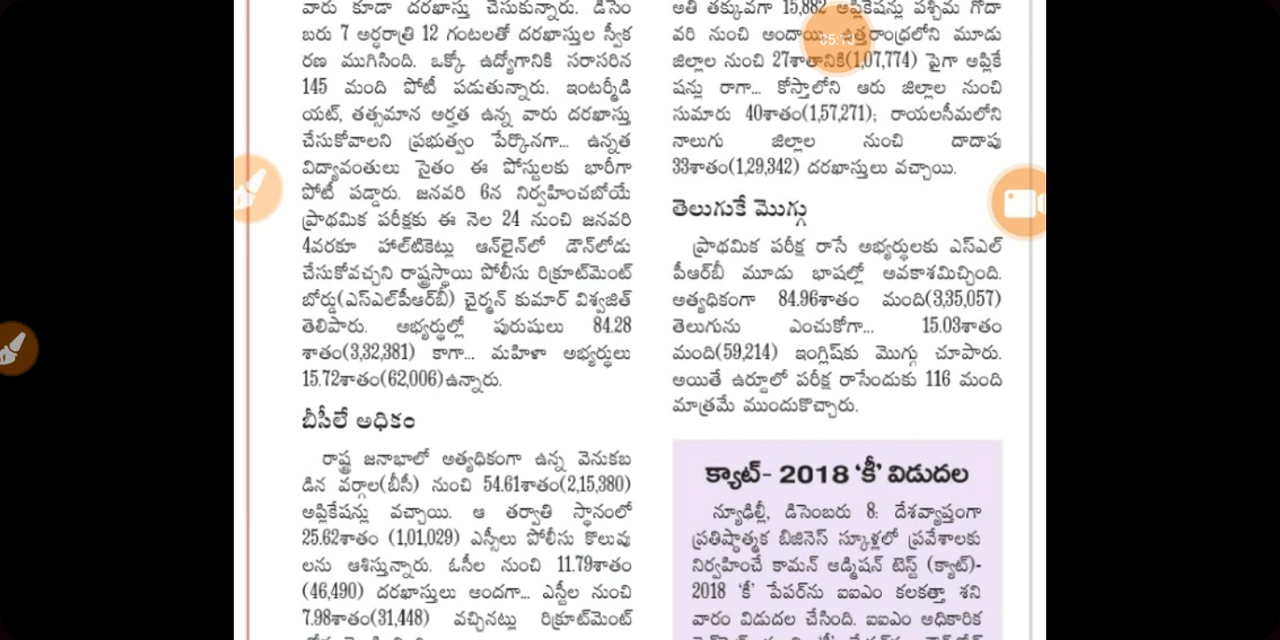 వారు కూడా దరఖాస్తు చేసుకున్నారు. డిసెం
బరు 7 అర్ధరాత్రి 12 గంటలతో దరఖాస్తుల స్వీక
రణ ముగిసింది. ఒక్కో ఉద్యోగానికి సరాసరిన
145 మంది పోటీ పడుతున్నారు. ఇంటర్మీడి
యట్, తత్సమాన అర్హత ఉన్న వారు దరఖాస్తు
చేసుకోవాలని ప్రభుత్వం పేర్కొనగా... ఉన్నత
విద్యావంతులు సైతం ఈ పోస్టులకు భారీగా
పోటీ పడ్డారు. జనవరి 6న నిర్వహించబోయే
ప్రాథమిక పరీక్షకు ఈ నెల 24 నుంచి జనవరి
4వరకూ హాల్‌టికెట్లు ఆన్‌లైన్‌లో డౌన్‌లోడు
చేసుకోవచ్చని రాష్ట్రస్థాయి పోలీసు రిక్రూట్‌మెంట్
బోర్డు(ఎస్ఎల్‌పీఆర్‌బీ) చైర్మన్ కుమార్ విశ్వజిత్
తెలిపారు. అభ్యర్థుల్లో పురుషులు 84.28
శాతం(3,32,381) కాగా... మహిళా అభ్యర్థులు
15.72శాతం(62,006)ఉన్నారు.
బీసీలే అధికం
రాష్ట్ర జనాభాలో అత్యధికంగా ఉన్న వెనుకబ
డిన వర్గాల(బీసీ) నుంచి 54.61శాతం(2,15,380)
అప్లికేషన్లు వచ్చాయి. ఆ తర్వాతి స్థానంలో
25.62శాతం (1,01,029) ఎస్సీలు పోలీసు కొలువు
లను ఆశిస్తున్నారు. ఓసీల నుంచి 11.79శాతం
(46,490) దరఖాస్తులు అందగా... ఎస్టీల నుంచి
7.98శాతం(31,448) వచ్చినట్లు రిక్రూట్‌మెంట్
అతి తక్కువగా 15,882 అప్లికేషన్లు పశ్చిమ గోదా
వరి నుంచి అందాయి. ఉత్తరాంధ్రలోని మూడు
05:13
జిల్లాల నుంచి 27శాతానికి(1,07,774) పైగా అప్లికే
షన్లు రాగా... కోస్తాలోని ఆరు జిల్లాల నుంచి
సుమారు 40శాతం(1,57,271); రాయలసీమలోని
నాలుగు జిల్లాల నుంచి దాదాపు
33శాతం(1,29,342) దరఖాస్తులు వచ్చాయి.
తెలుగుకే మొగ్గు
ప్రాథమిక పరీక్ష రాసే అభ్యర్థులకు ఎస్ఎల్
పీఆర్‌బీ మూడు భాషల్లో అవకాశమిచ్చింది.
అత్యధికంగా 84.96శాతం మంది(3,35,057)
తెలుగును ఎంచుకోగా... 15.03శాతం
మంది(59,214) ఇంగ్లిష్‌కు మొగ్గు చూపారు.
అయితే ఉర్దూలో పరీక్ష రాసేందుకు 116 మంది
మాత్రమే ముందుకొచ్చారు.
క్యాట్- 2018 'కీ' విడుదల
న్యూఢిల్లీ, డిసెంబరు 8: దేశవ్యాప్తంగా
ప్రతిష్ఠాత్మక బిజినెస్ స్కూళ్లలో ప్రవేశాలకు
నిర్వహించే కామన్ అడ్మిషన్ టెస్ట్ (క్యాట్)-
2018 'కీ' పేపర్‌ను ఐఐఎం కలకత్తా శని
వారం విడుదల చేసింది. ఐఐఎం అధికారిక